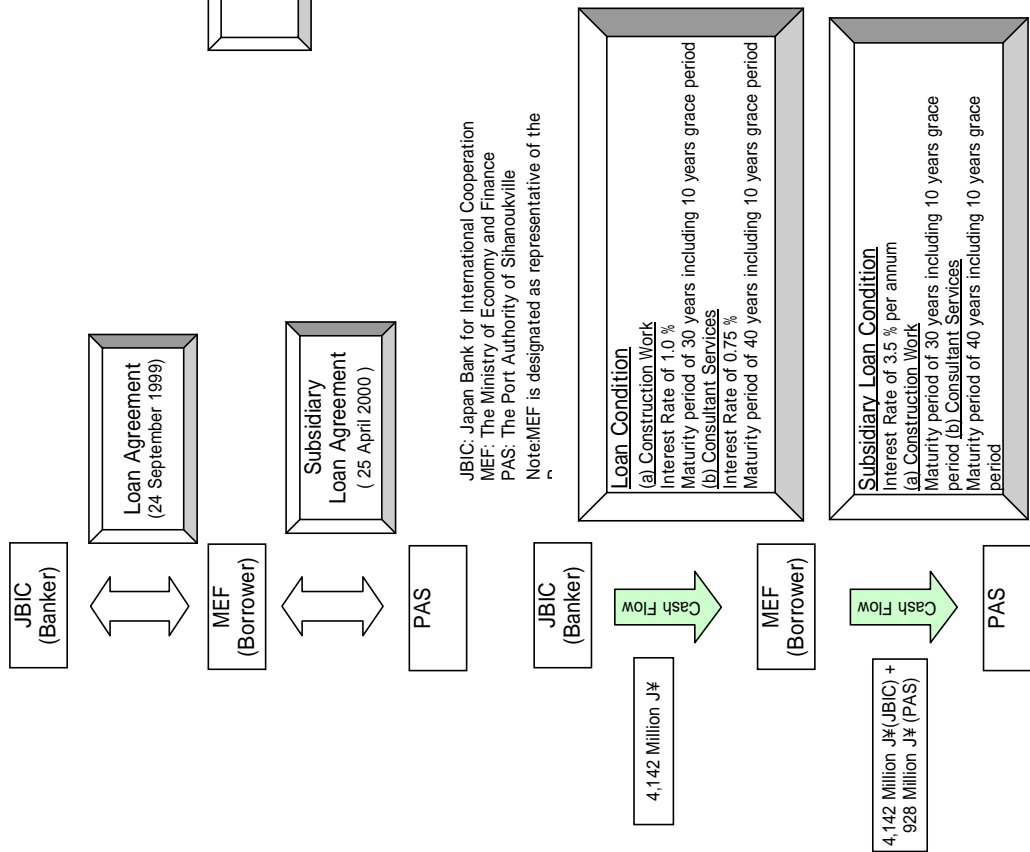 JBIC
(Banker)
Loan Agreement
(24 September 1999)
MEF
(Borrower)
Subsidiary
Loan Agreement
( 25 April 2000 )
PAS
JBIC: Japan Bank for International Cooperation
MEF: The Ministry of Economy and Finance
PAS: The Port Authority of Sihanoukville
Note:MEF is designated as representative of the
JBIC
(Banker)
Cash Flow
4,142 Million J¥
Loan Condition
(a) Construction Work
Interest Rate of 1.0 %
Maturity period of 30 years including 10 years grace period
(b) Consultant Services
Interest Rate of 0.75 %
Maturity period of 40 years including 10 years grace period
MEF
(Borrower)
Cash Flow
4,142 Million J¥(JBIC) +
928 Million J¥ (PAS)
Subsidiary Loan Condition
Interest Rate of 3.5 % per annum
(a) Construction Work
Maturity period of 30 years including 10 years grace
period (b) Consultant Services
Maturity period of 40 years including 10 years grace
period
PAS